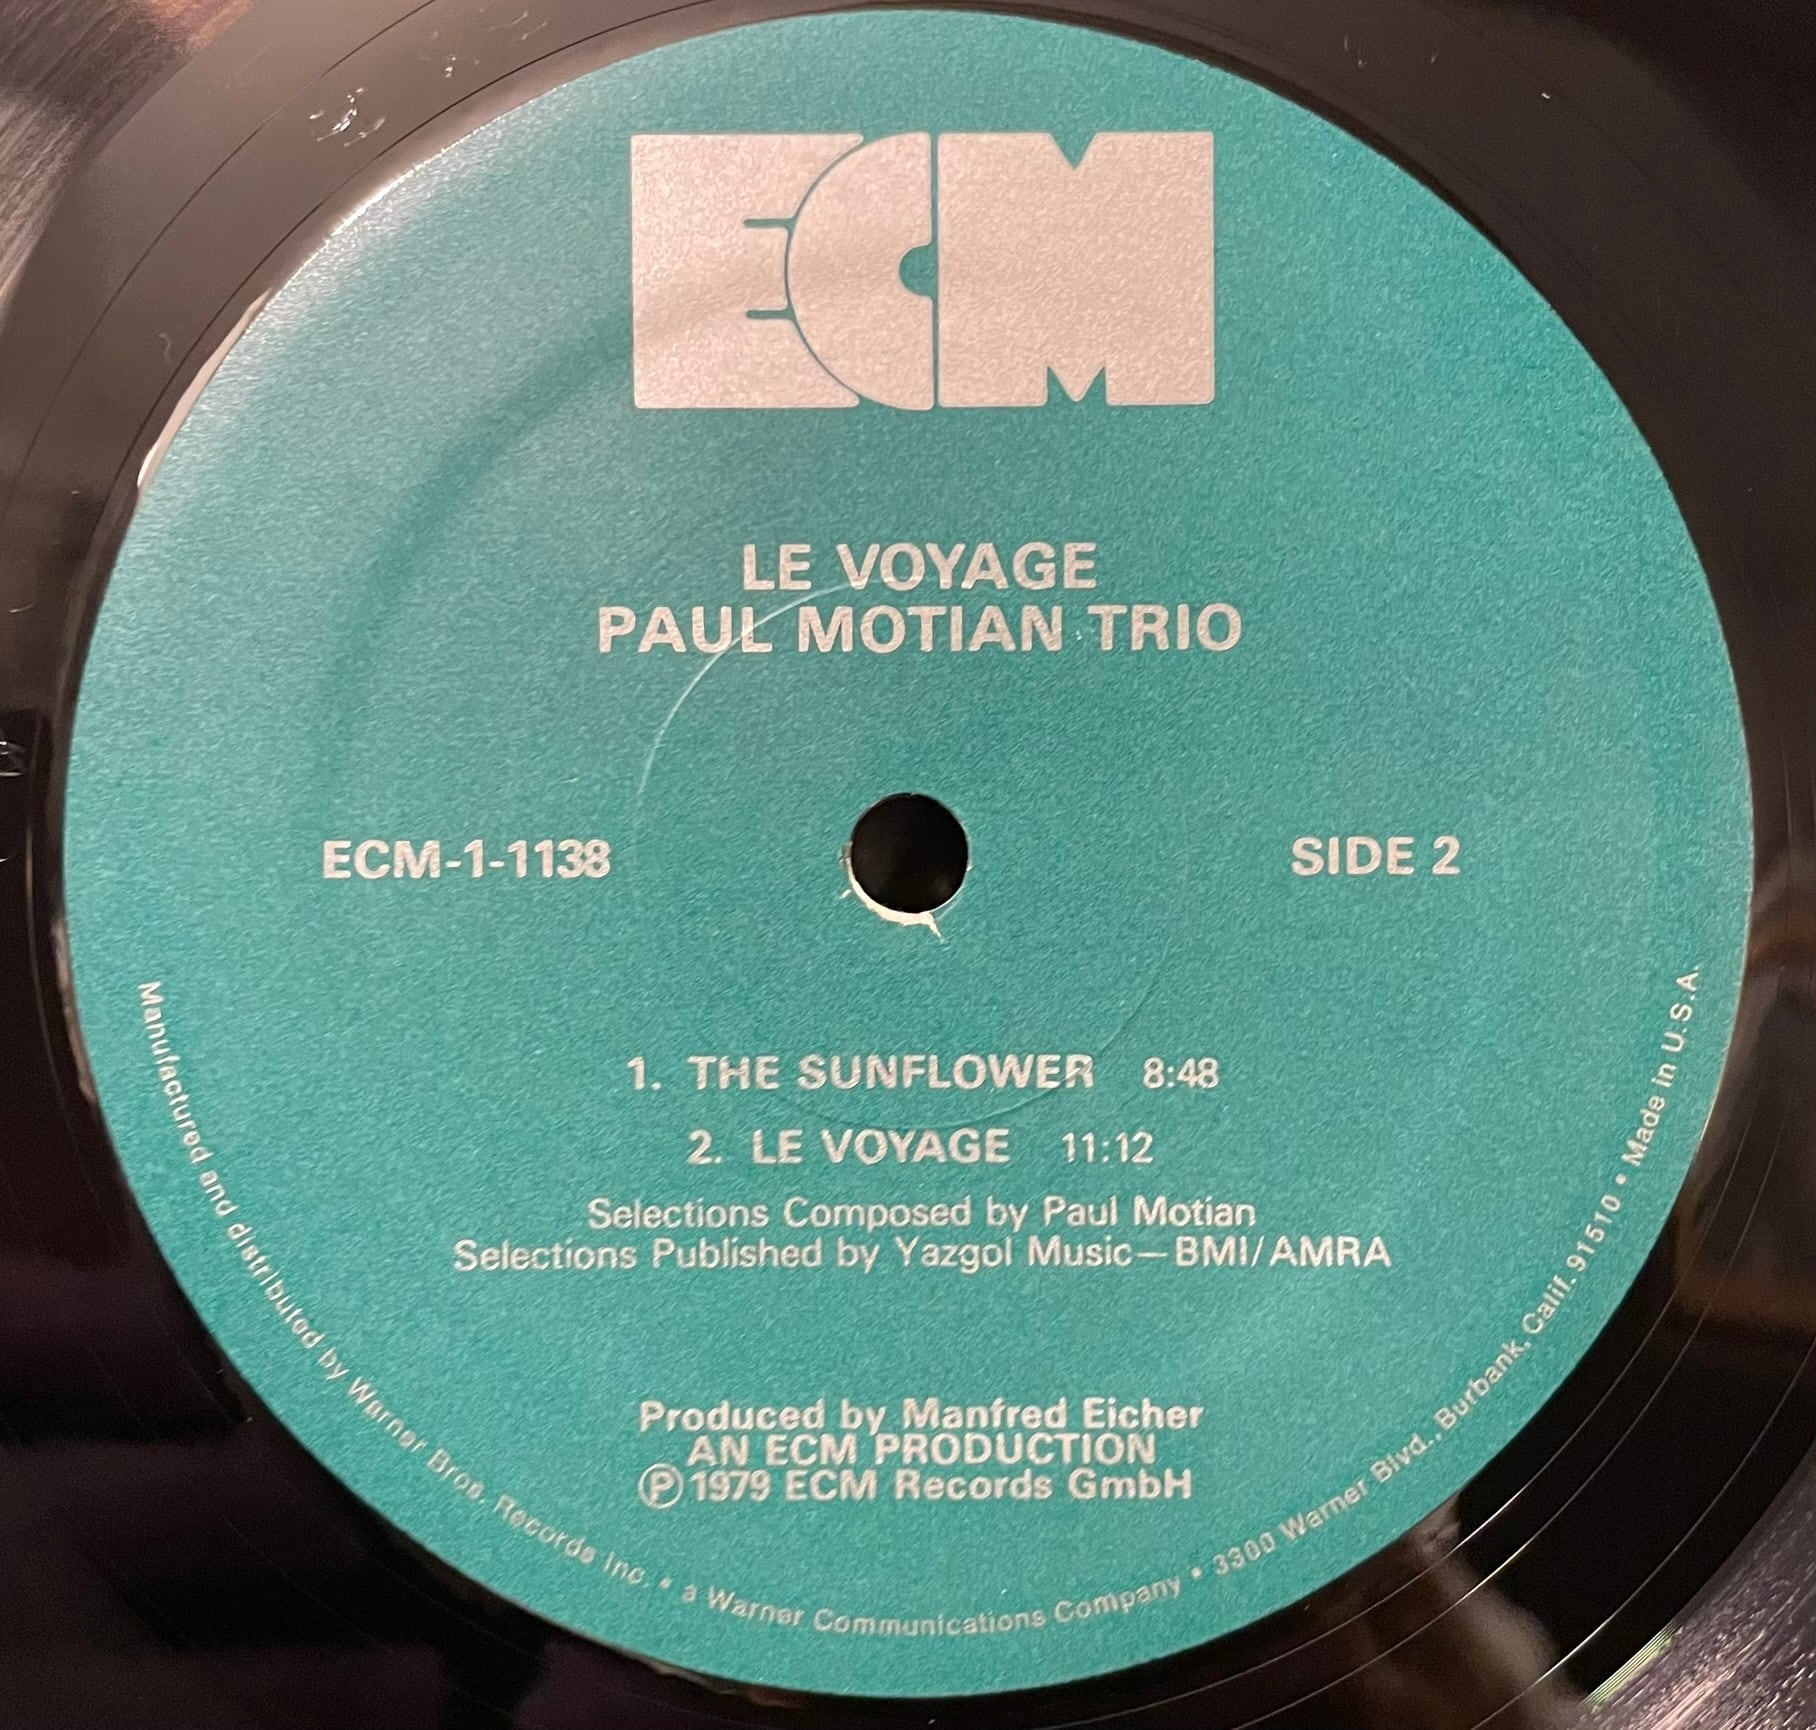 ECM
LE VOYAGE
PAUL MOTIAN TRIO
ECM-1-1138
SIDE 2
1. THE SUNFLOWER 8:48
2. LE VOYAGE 11:12
Selections Composed by Paul Motian
Selections Published by Yazgol Music—BMI/AMRA
Produced by Manfred Eicher
AN ECM PRODUCTION
Ⓟ1979 ECM Records GmbH
Manufactured and distributed by Warner Bros. Records Inc. • a Warner Communications Company • 3300 Warner Blvd., Burbank, Calif. 91510 • Made in U.S.A.